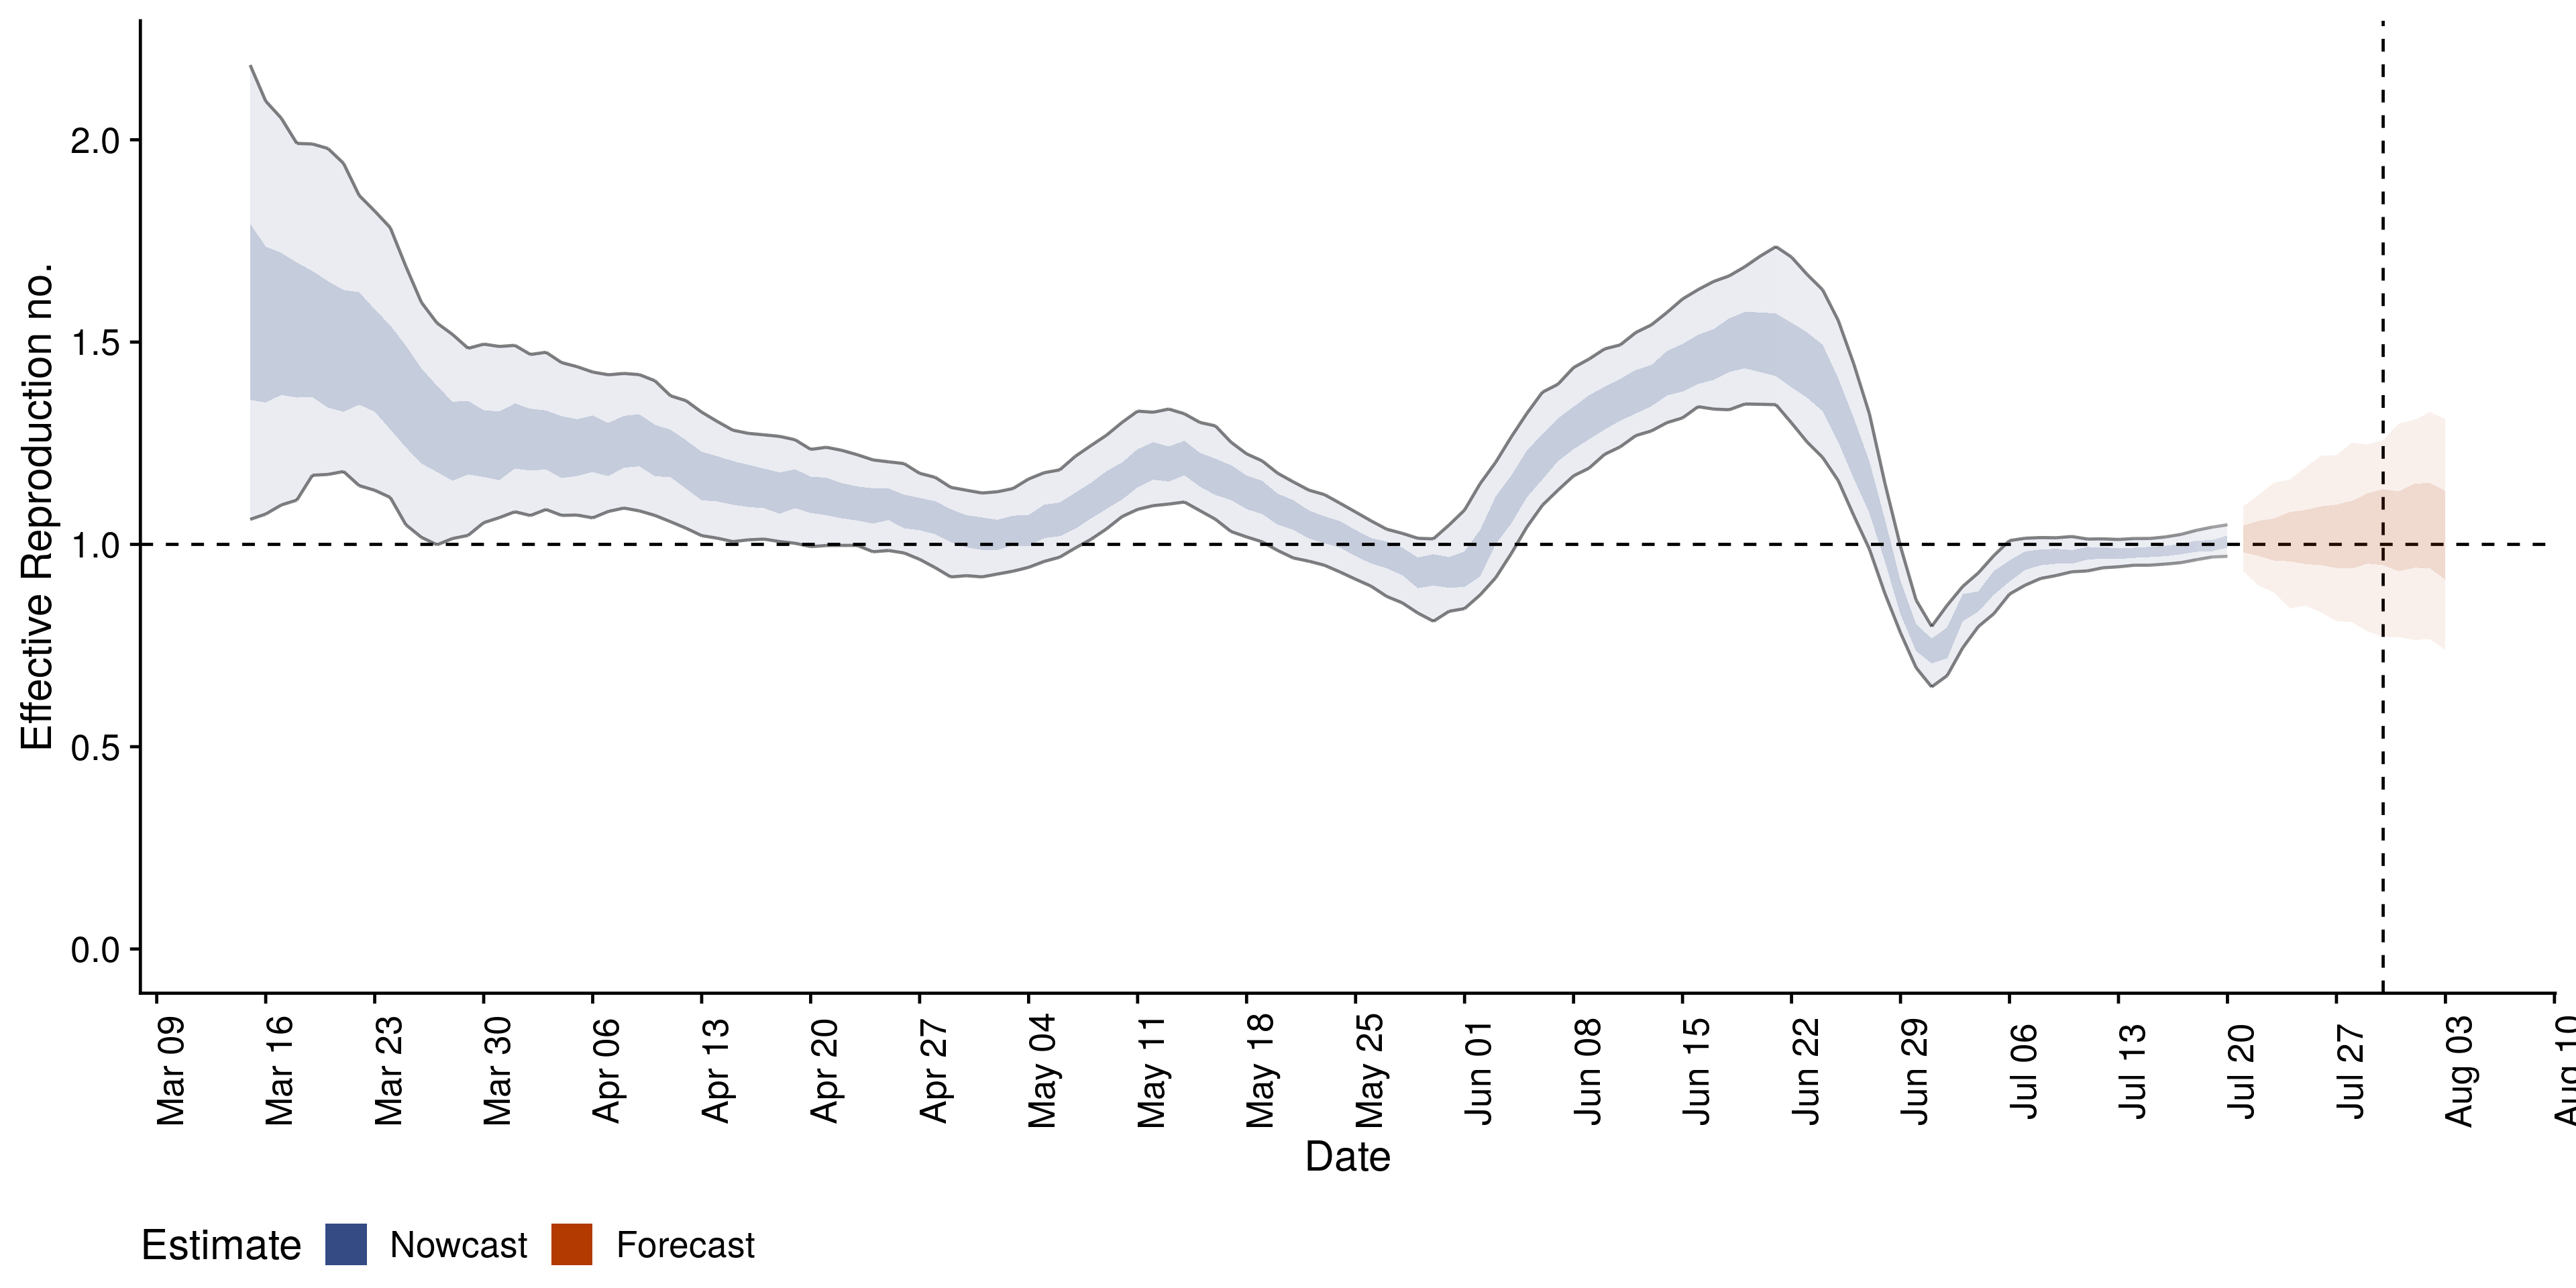 Effective Reproduction no.
2.0
1.5
1.0
0.5
0.0
Mar 09
Mar 16
Mar 23
Mar 30
Apr 06
Apr 13
Apr 20
Apr 27
May 04
May 11
May 18
May 25
Jun 01
Jun 08
Jun 15
Jun 22
Jun 29
Jul 06
Jul 13
Jul 20
Jul 27
Aug 03
Aug 10
Date
Estimate Nowcast Forecast